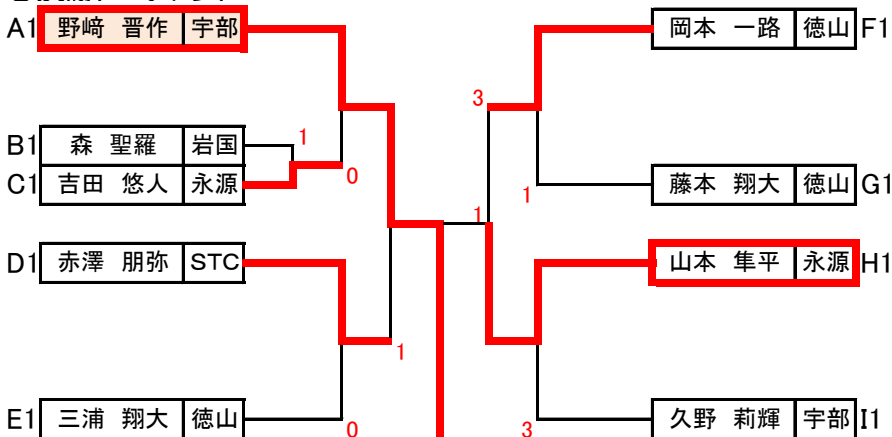 A1 野﨑 晋作 宇部
岡本 一路 徳山 F1
3
B1 森 聖羅 岩国 1
C1 吉田 悠人 永源 0
1 藤本 翔大 徳山 G1
1
D1 赤澤 朋弥 STC
山本 隼平 永源 H1
1
E1 三浦 翔大 徳山 0
3 久野 莉輝 宇部 I1